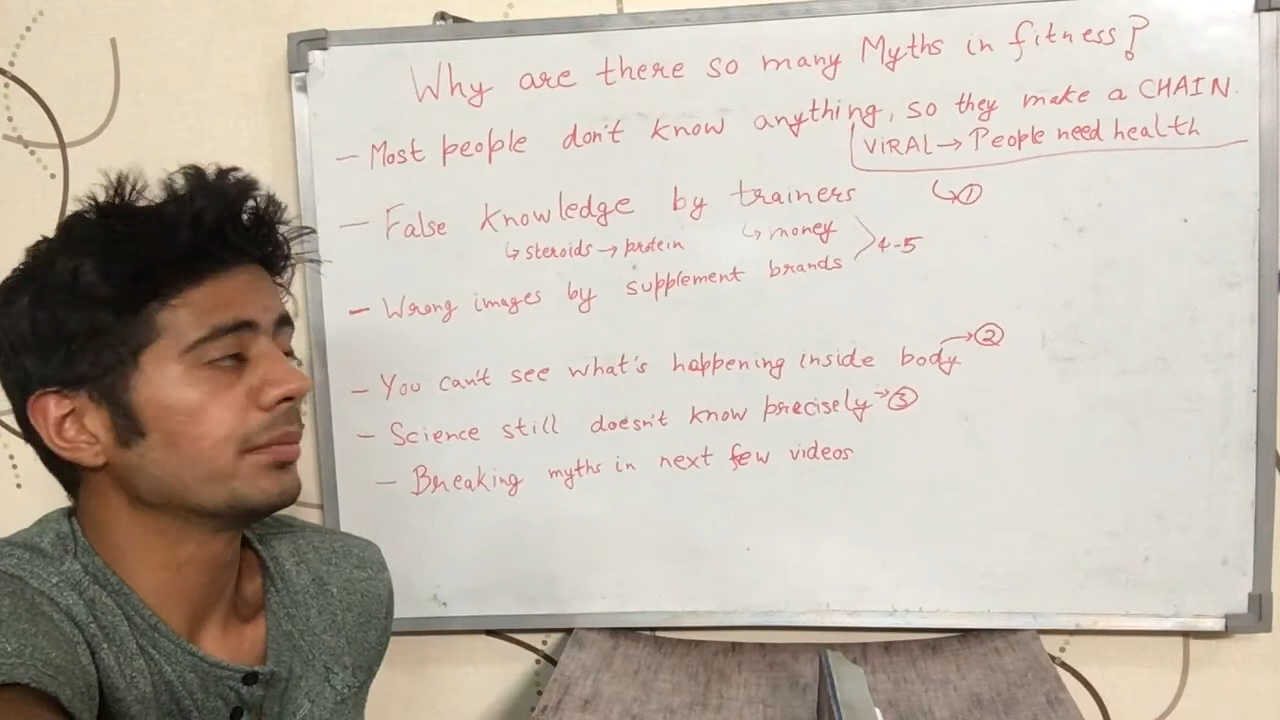 Why are there so many Myths in fitness?
- Most people don't know anything, so they make a CHAIN.
ViRAL → People need health
↳ ①
- False knowledge by trainers
↳ steroids → protein ↳ money
4-5
- Wrong images by supplement brands
- You can't see what's happening inside body → ②
- Science still doesn't know precisely → ③
- Breaking myths in next few videos